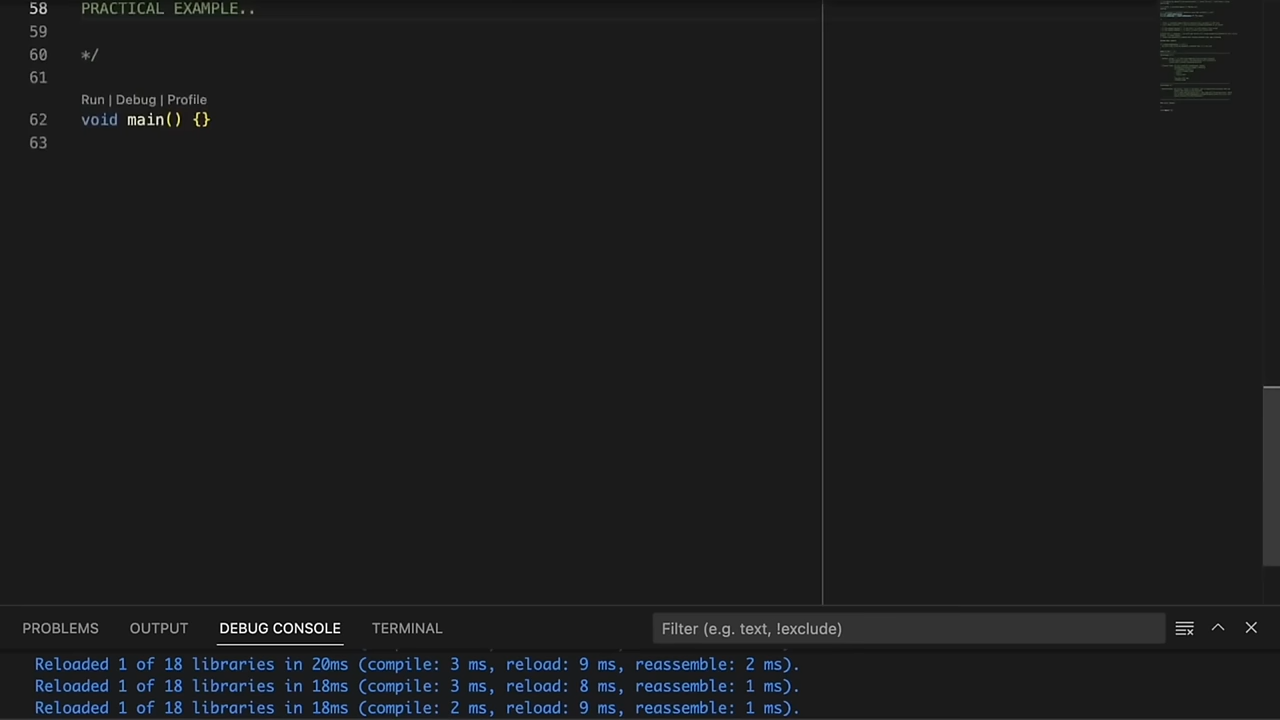 58 PRACTICAL EXAMPLE..
59
60 */
61
Run | Debug | Profile
62 void main() {}
63
PROBLEMS OUTPUT DEBUG CONSOLE TERMINAL Filter (e.g. text, !exclude)
Reloaded 1 of 18 libraries in 20ms (compile: 3 ms, reload: 9 ms, reassemble: 2 ms).
Reloaded 1 of 18 libraries in 18ms (compile: 3 ms, reload: 8 ms, reassemble: 1 ms).
Reloaded 1 of 18 libraries in 18ms (compile: 2 ms, reload: 9 ms, reassemble: 1 ms).